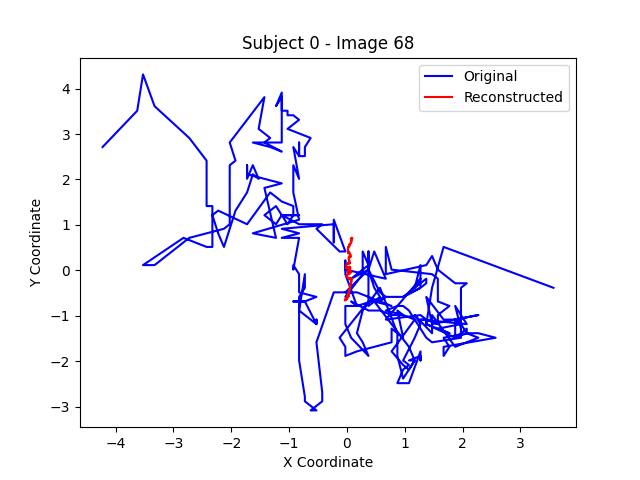 Subject 0 - Image 68
Original
Reconstructed
4
3
2
1
0
−1
−2
−3
Y Coordinate
−4 −3 −2 −1 0 1 2 3
X Coordinate